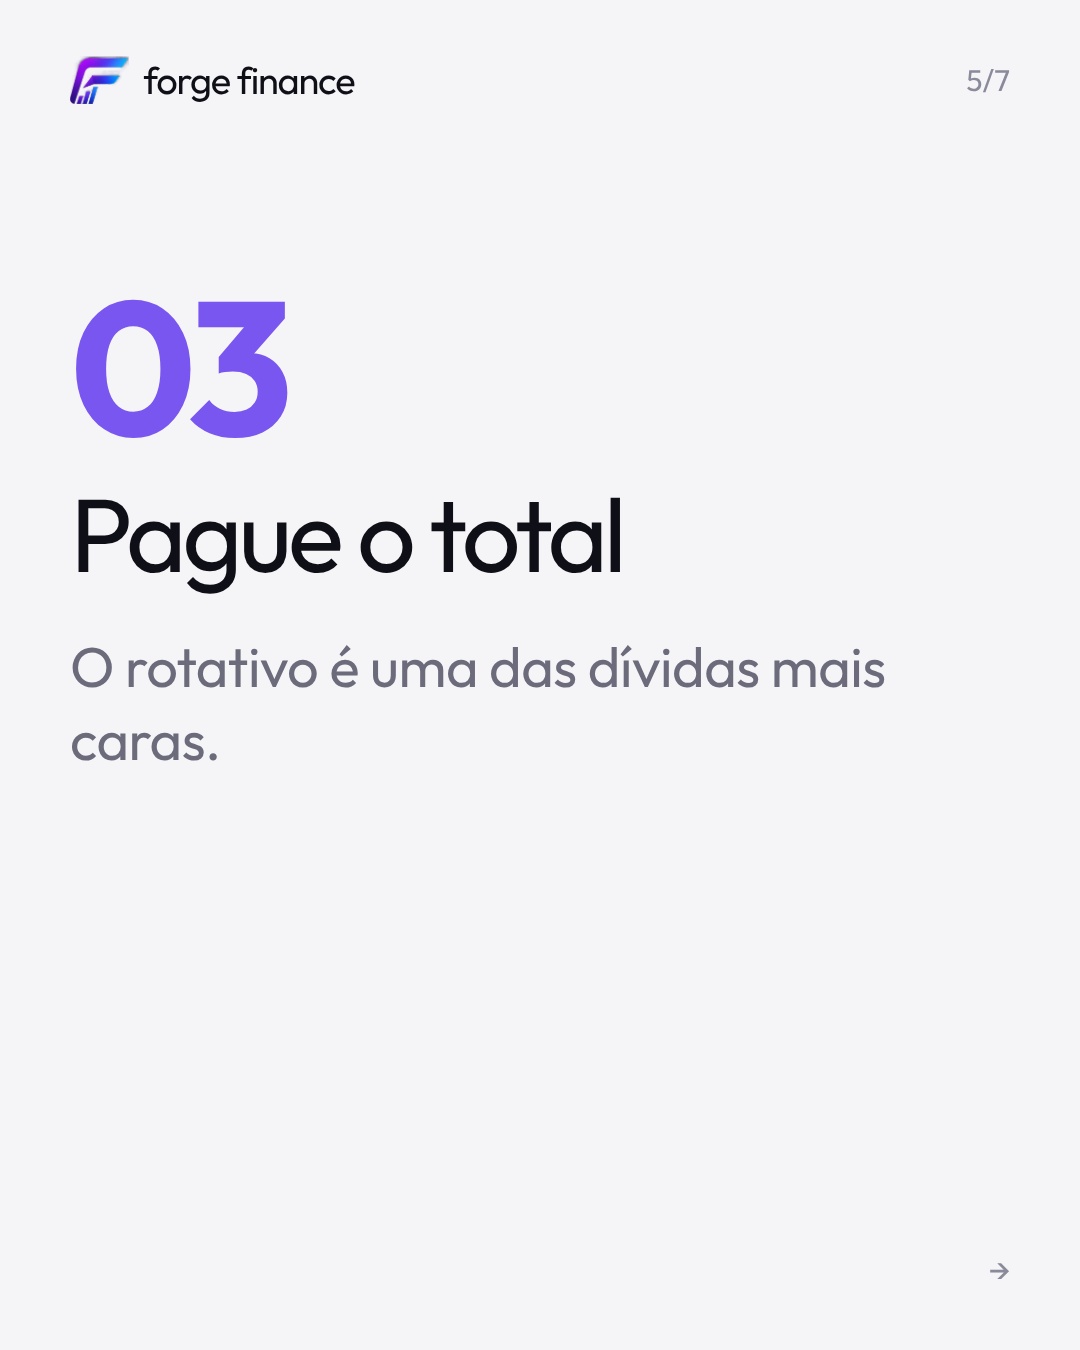 forge finance
5/7
03
Pague o total
O rotativo é uma das dívidas mais
caras.
→